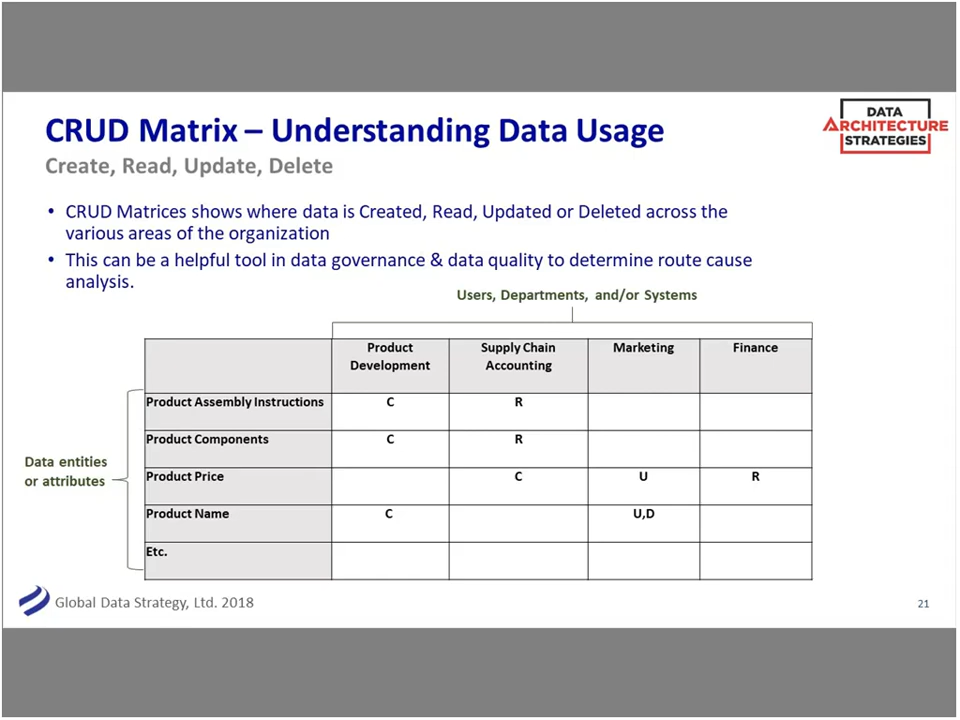 CRUD Matrix – Understanding Data Usage
Create, Read, Update, Delete
DATA
ARCHITECTURE
STRATEGIES
• CRUD Matrices shows where data is Created, Read, Updated or Deleted across the
various areas of the organization
• This can be a helpful tool in data governance & data quality to determine route cause
analysis.
Users, Departments, and/or Systems
Product Development Supply Chain Accounting Marketing Finance
Product Assembly Instructions C R
Product Components C R
Data entities
or attributes
Product Price C U R
Product Name C U,D
Etc.
Global Data Strategy, Ltd. 2018
21